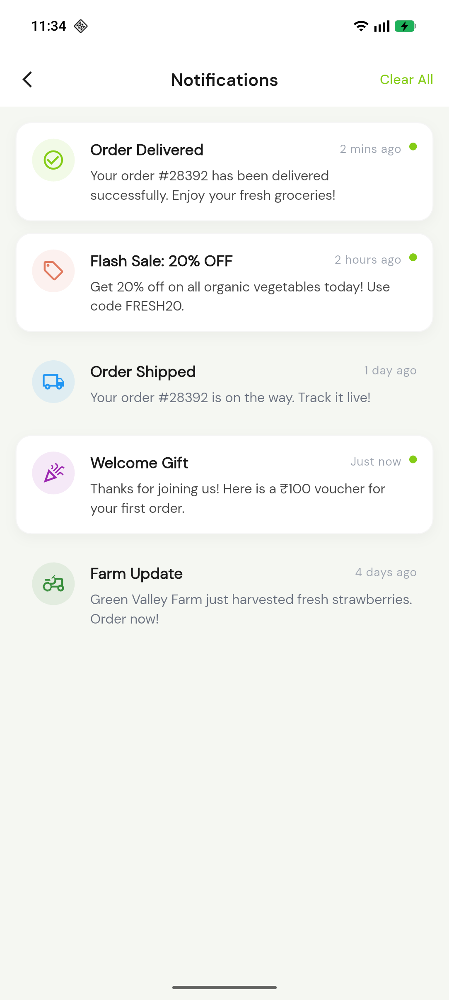 11:34
Notifications
Clear All
Order Delivered
2 mins ago
Your order #28392 has been delivered
successfully. Enjoy your fresh groceries!
Flash Sale: 20% OFF
2 hours ago
Get 20% off on all organic vegetables today! Use
code FRESH20.
Order Shipped
1 day ago
Your order #28392 is on the way. Track it live!
Welcome Gift
Just now
Thanks for joining us! Here is a ₹100 voucher for
your first order.
Farm Update
4 days ago
Green Valley Farm just harvested fresh strawberries.
Order now!